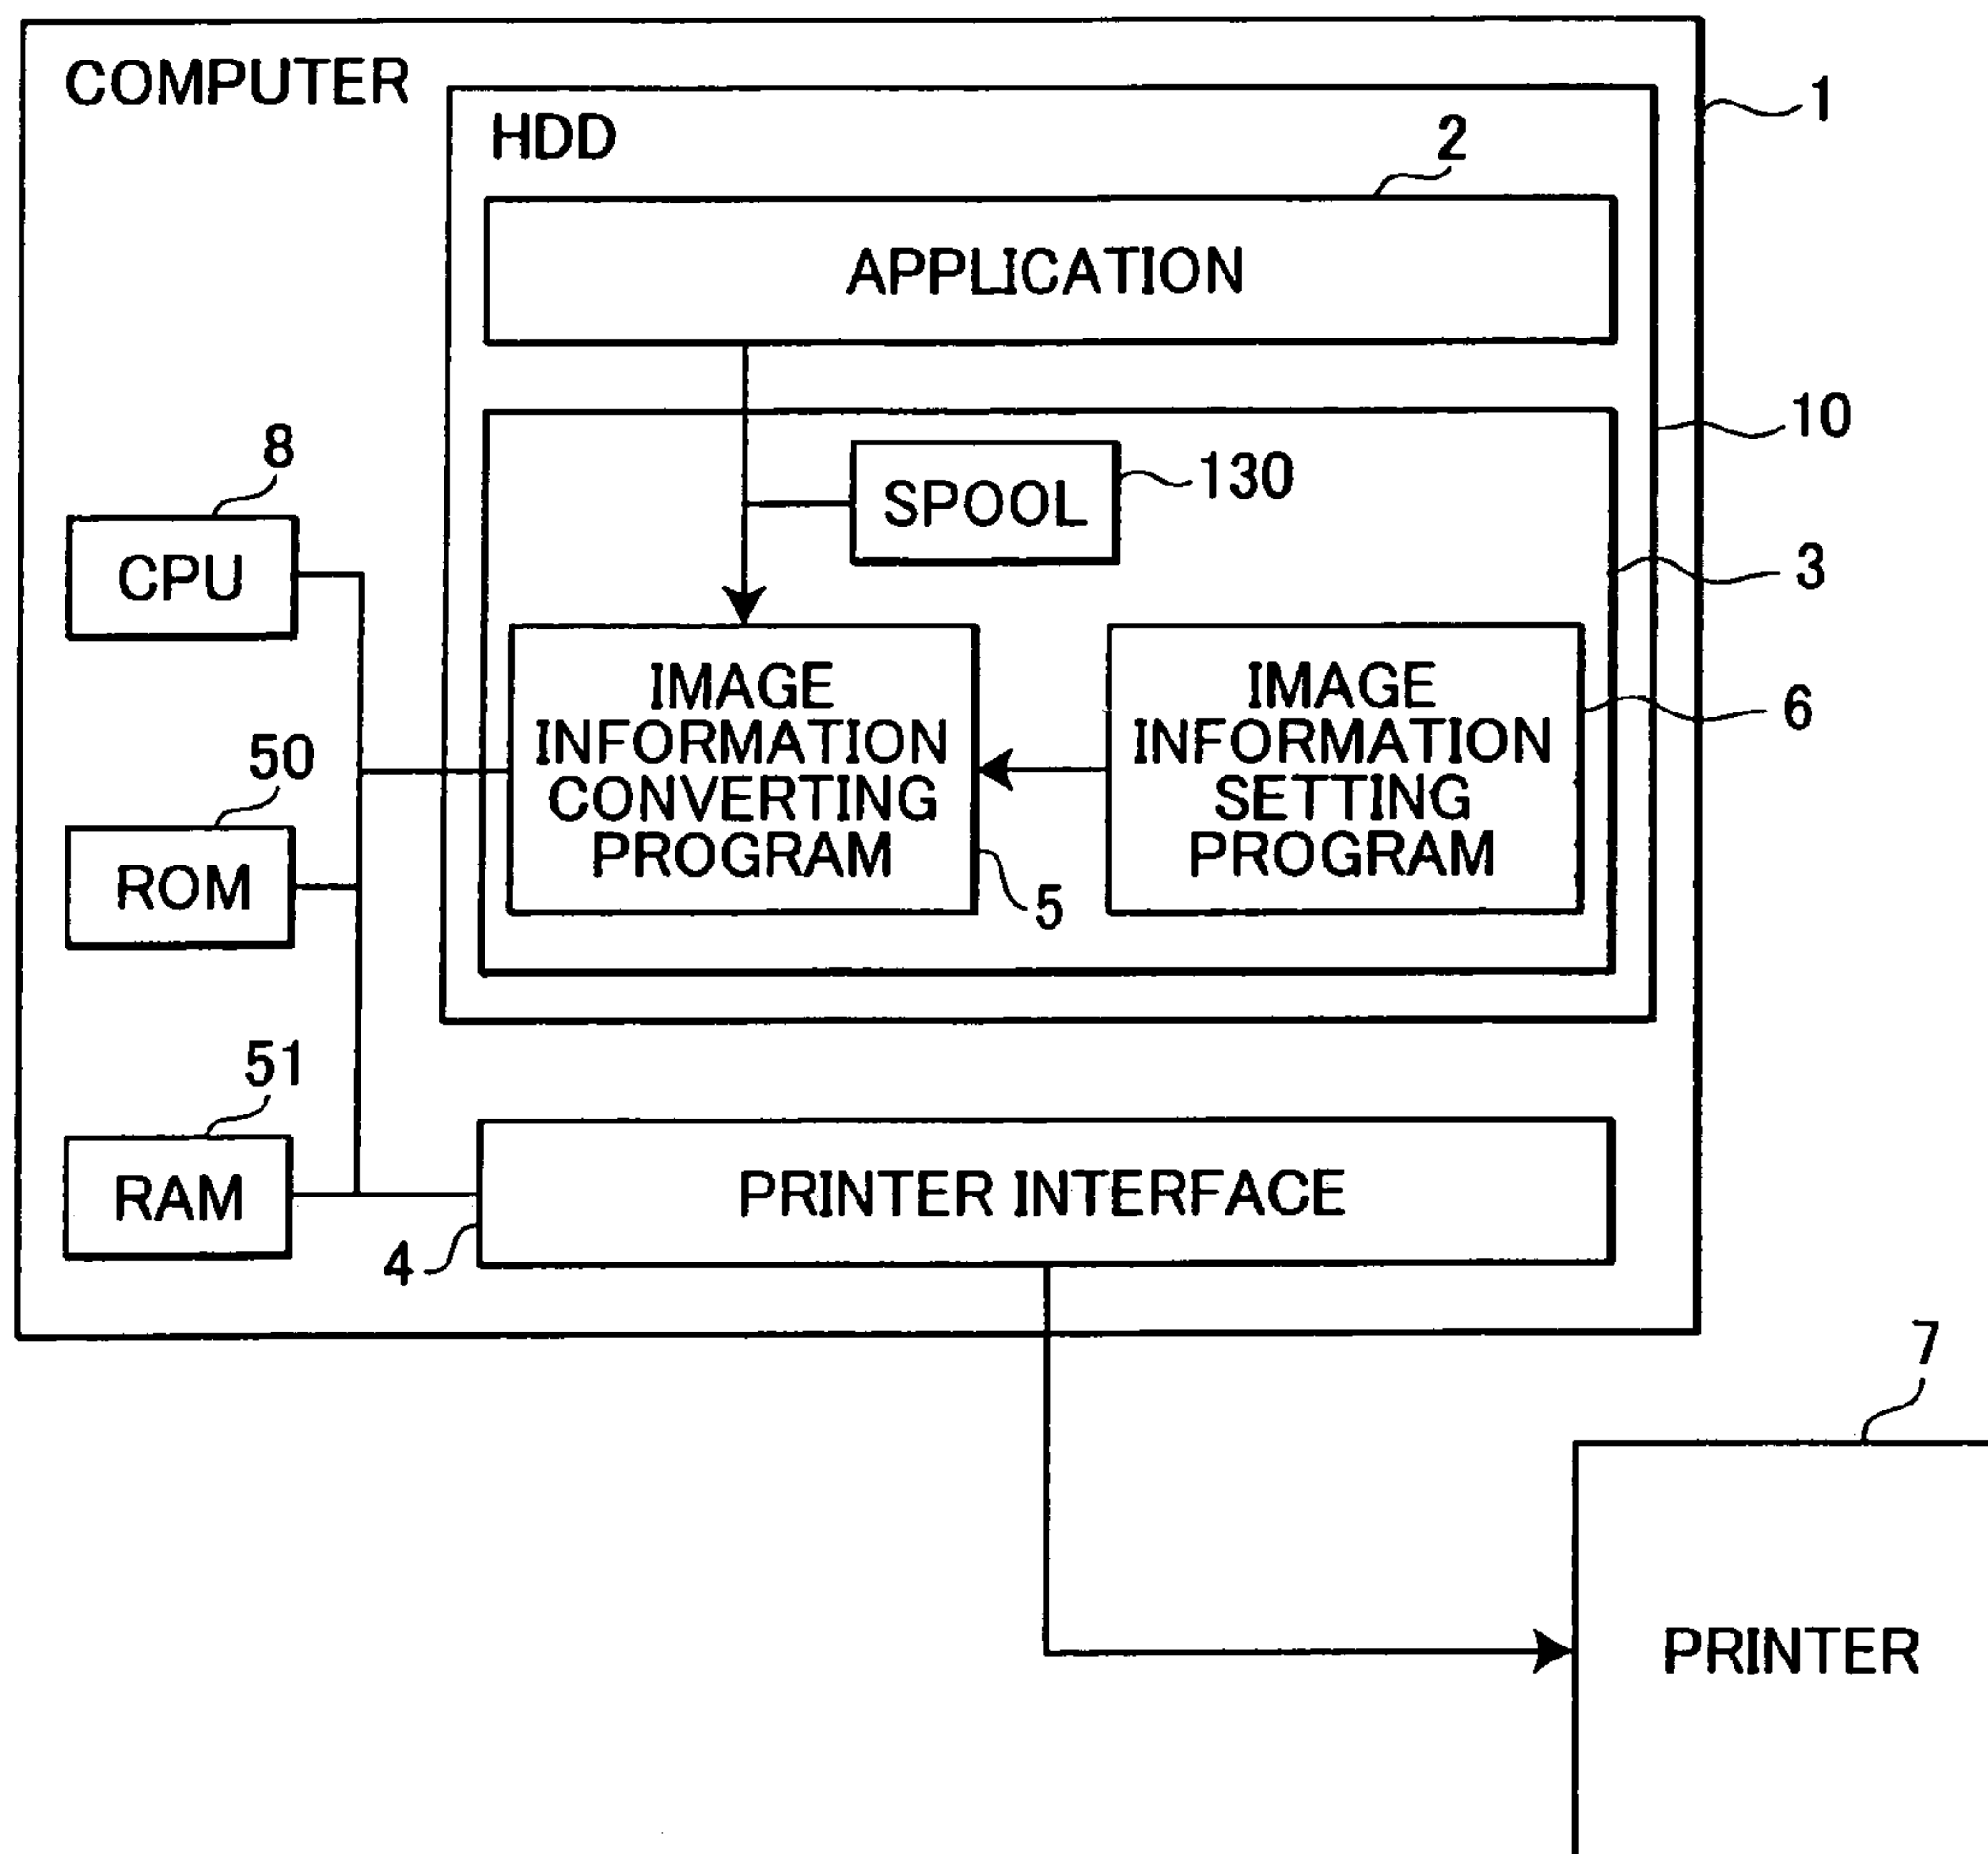 COMPUTER
1
HDD
2
APPLICATION
10
8
SPOOL
130
CPU
3
IMAGE
INFORMATION
CONVERTING
PROGRAM
IMAGE
INFORMATION
SETTING
PROGRAM
6
50
ROM
5
51
RAM
PRINTER INTERFACE
4
7
PRINTER